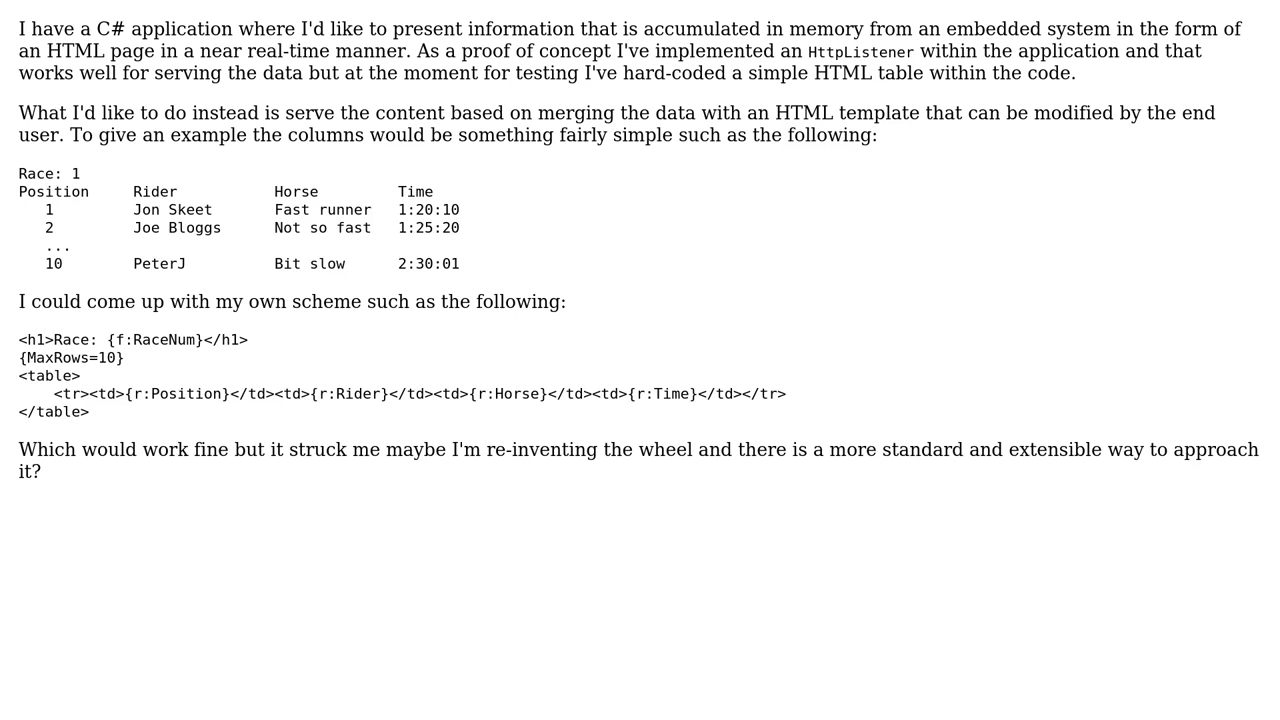 I have a C# application where I'd like to present information that is accumulated in memory from an embedded system in the form of
an HTML page in a near real-time manner. As a proof of concept I've implemented an HttpListener within the application and that
works well for serving the data but at the moment for testing I've hard-coded a simple HTML table within the code.
What I'd like to do instead is serve the content based on merging the data with an HTML template that can be modified by the end
user. To give an example the columns would be something fairly simple such as the following:
Race: 1
Position     Rider           Horse         Time
   1         Jon Skeet       Fast runner   1:20:10
   2         Joe Bloggs      Not so fast   1:25:20
   ...
   10        PeterJ          Bit slow      2:30:01
I could come up with my own scheme such as the following:
<h1>Race: {f:RaceNum}</h1>
{MaxRows=10}
<table>
    <tr><td>{r:Position}</td><td>{r:Rider}</td><td>{r:Horse}</td><td>{r:Time}</td></tr>
</table>
Which would work fine but it struck me maybe I'm re-inventing the wheel and there is a more standard and extensible way to approach
it?